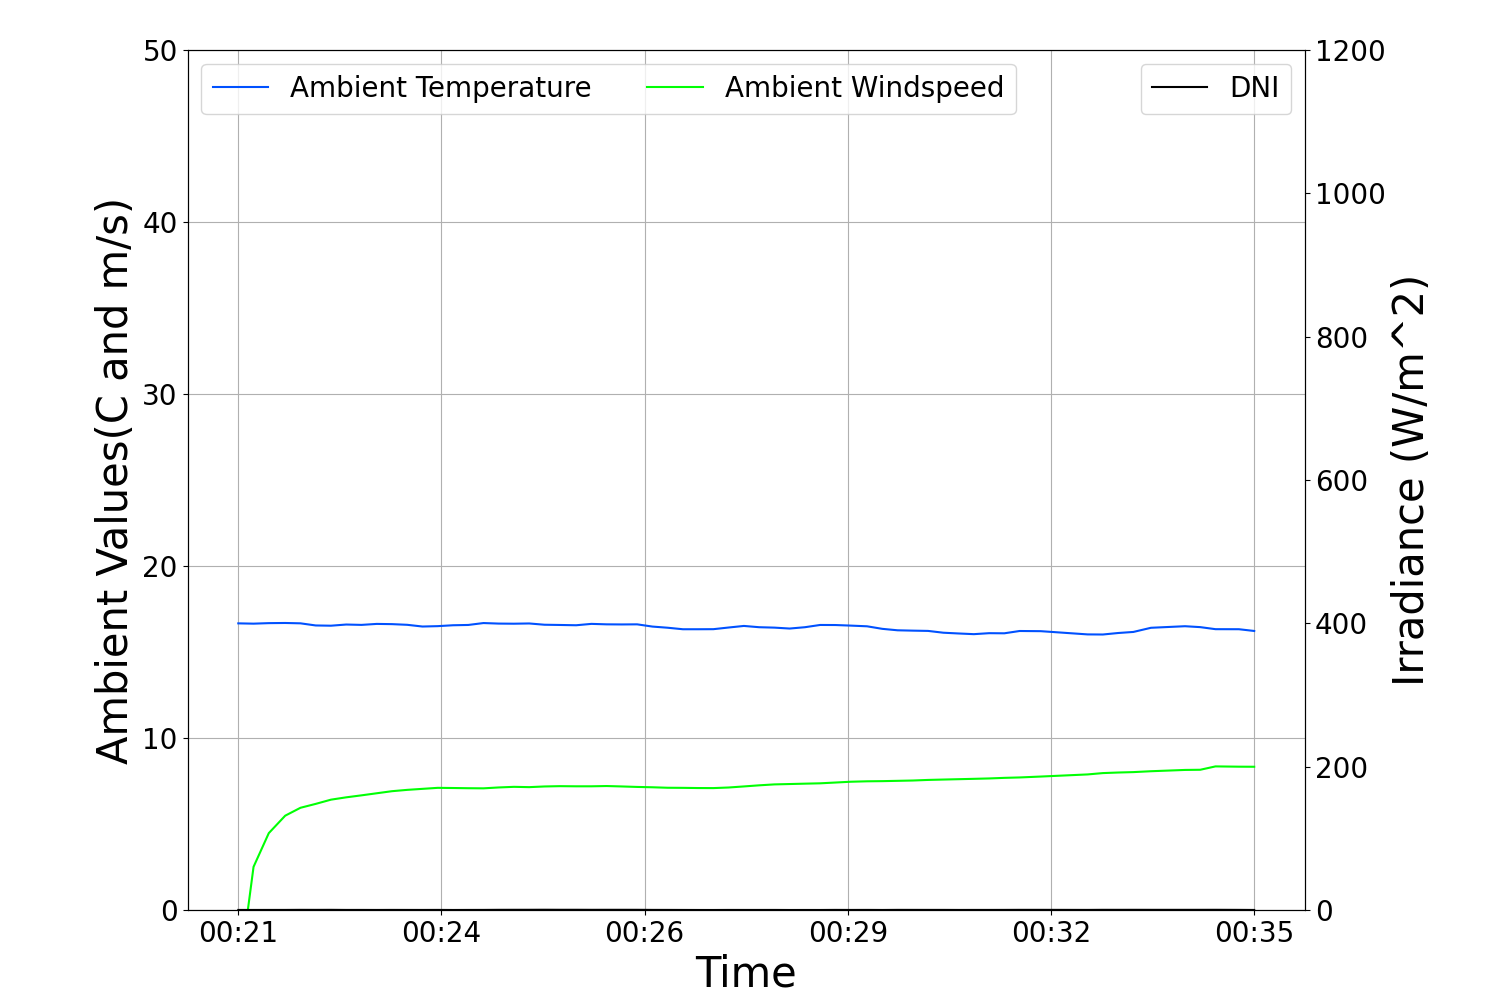 Ambient Temperature
Ambient Windspeed
DNI
Ambient Values(C and m/s)
50
40
30
20
10
0
1200
1000
800
600
400
200
0
Irradiance (W/m^2)
00:21 00:24 00:26 00:29 00:32 00:35
Time